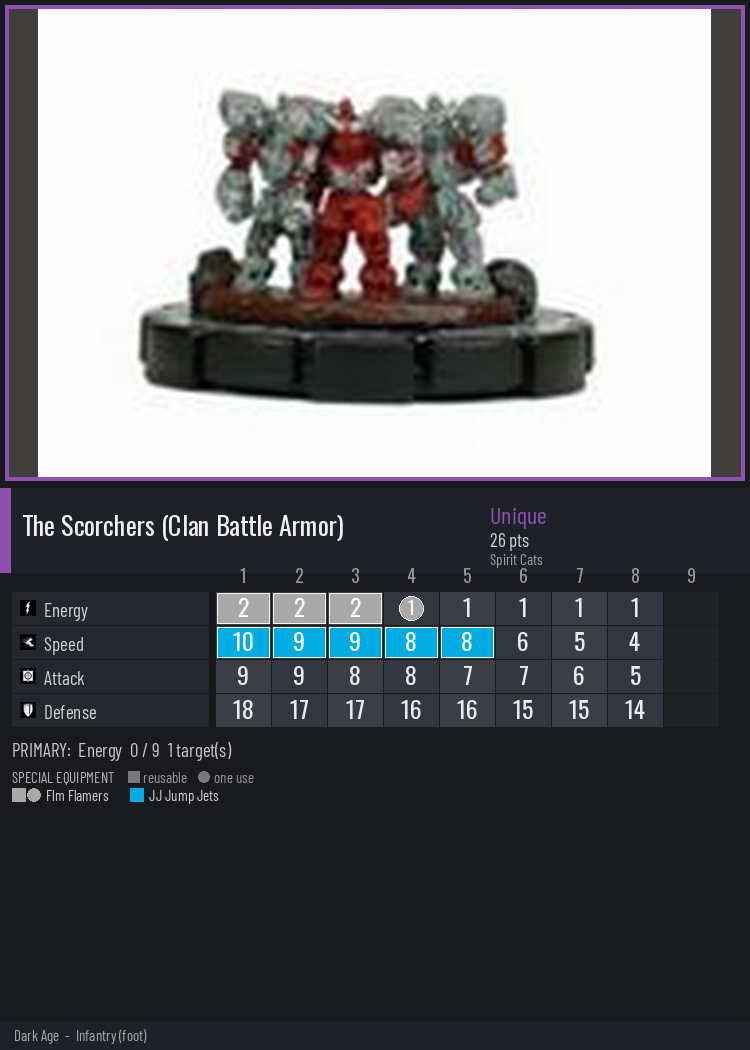 The Scorchers (Clan Battle Armor)
Unique
26 pts
Spirit Cats
1 2 3 4 5 6 7 8 9
Energy 2 2 2 1 1 1 1 1
Speed 10 9 9 8 8 6 5 4
Attack 9 9 8 8 7 7 6 5
Defense 18 17 17 16 16 15 15 14
PRIMARY: Energy 0 / 9 1 target(s)
SPECIAL EQUIPMENT reusable one use
Flm Flamers JJ Jump Jets
Dark Age - Infantry (foot)